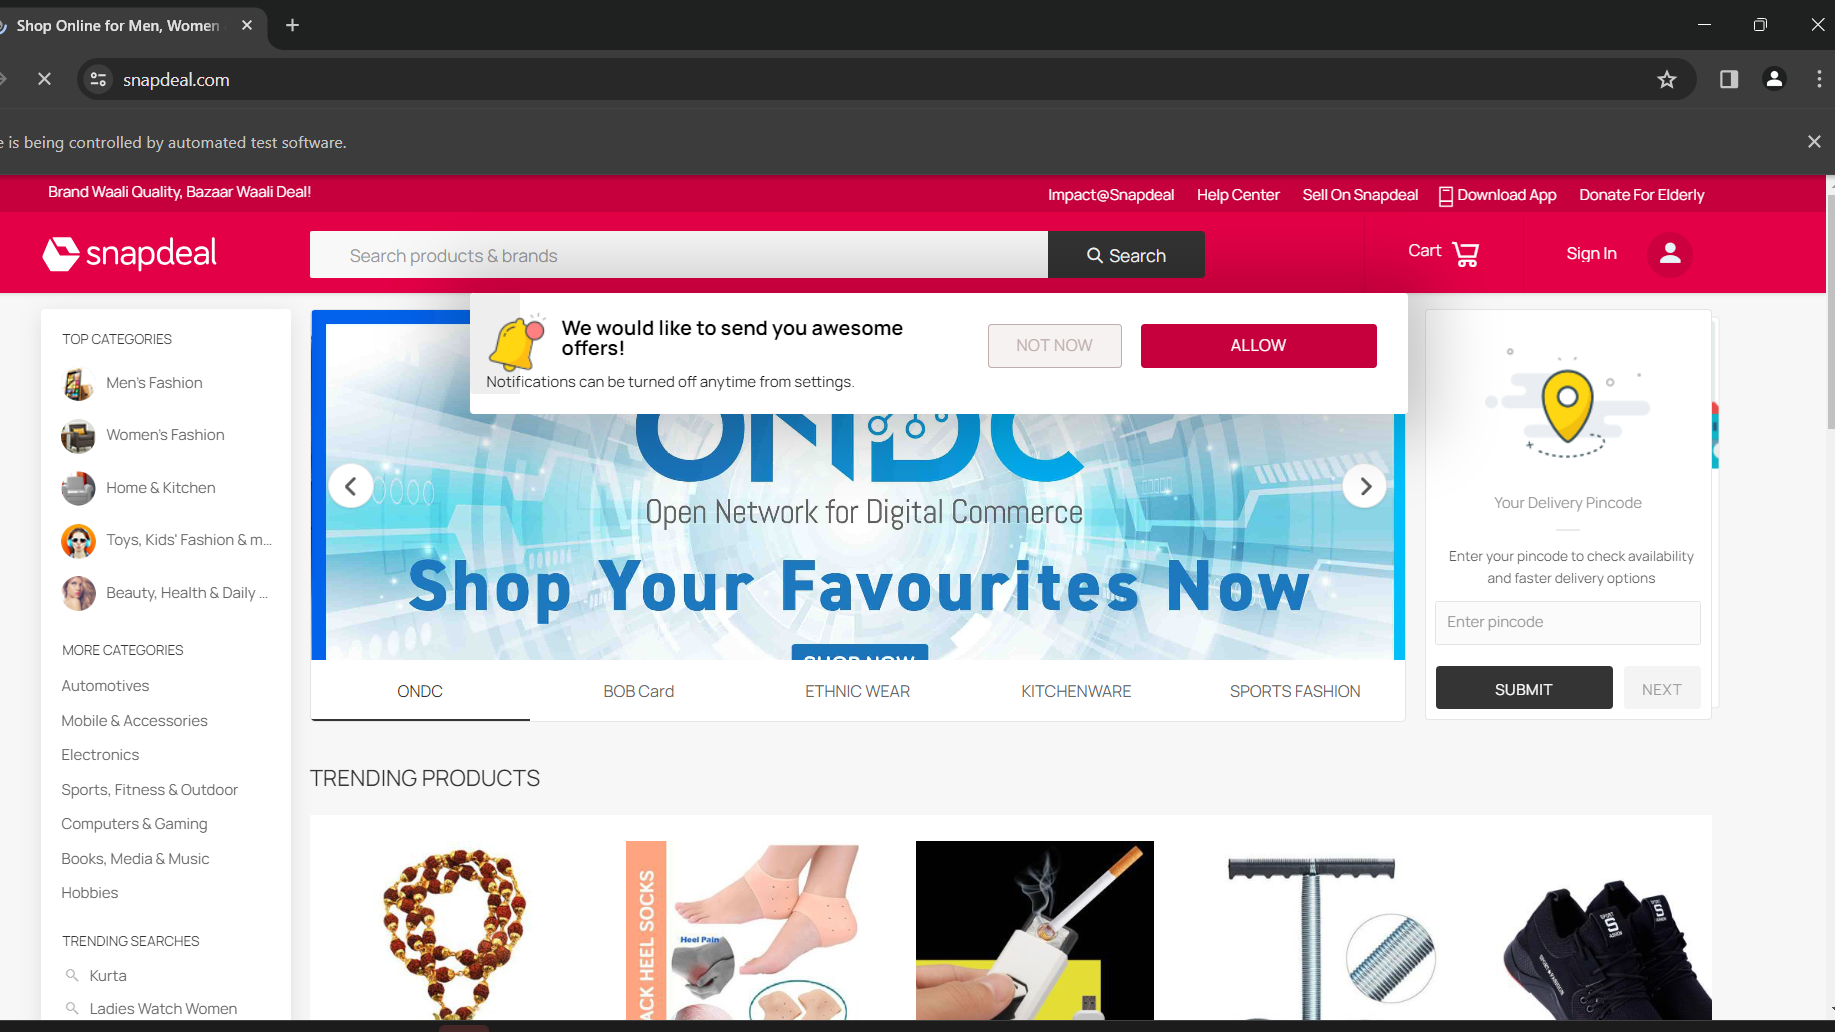 Shop Online for Men, Women
snapdeal.com
is being controlled by automated test software.
Brand Waali Quality, Bazaar Waali Deal!
Impact@Snapdeal
Help Center
Sell On Snapdeal
Download App
Donate For Elderly
snapdeal
Search products & brands
Search
Cart
Sign In
TOP CATEGORIES
Men's Fashion
Women's Fashion
Home & Kitchen
Toys, Kids' Fashion & m...
Beauty, Health & Daily ...
MORE CATEGORIES
Automotives
Mobile & Accessories
Electronics
Sports, Fitness & Outdoor
Computers & Gaming
Books, Media & Music
Hobbies
TRENDING SEARCHES
Kurta
Ladies Watch Women
We would like to send you awesome
offers!
Notifications can be turned off anytime from settings.
NOT NOW
ALLOW
ONDC
Open Network for Digital Commerce
Shop Your Favourites Now
SHOP NOW
ONDC
BOB Card
ETHNIC WEAR
KITCHENWARE
SPORTS FASHION
Your Delivery Pincode
Enter your pincode to check availability
and faster delivery options
Enter pincode
SUBMIT
NEXT
TRENDING PRODUCTS
HEEL SOCKS
Heel Pain